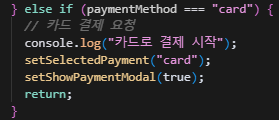 } else if (paymentMethod === "card") {
// 카드 결제 요청
console.log("카드로 결제 시작");
setSelectedPayment("card");
setShowPaymentModal(true);
return;
}